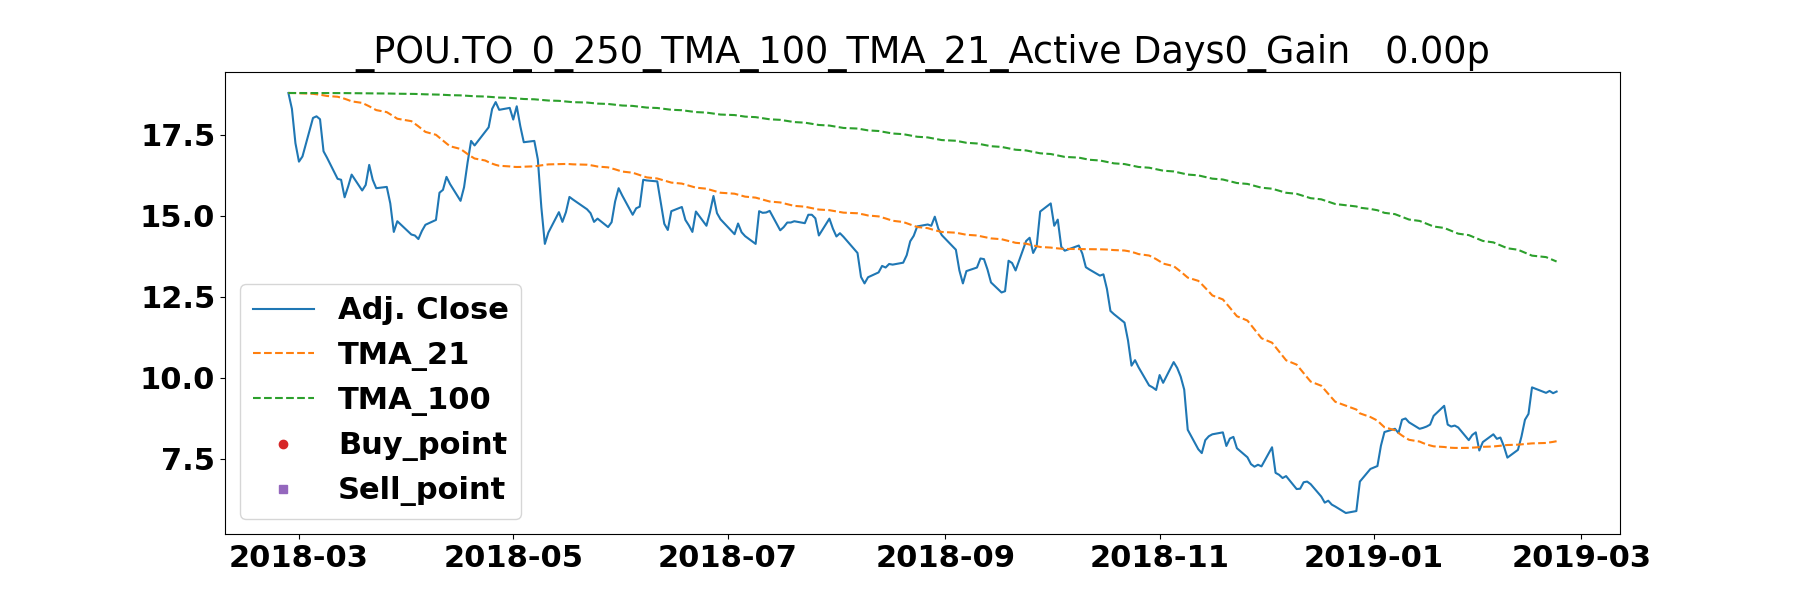 _POU.TO_0_250_TMA_100_TMA_21_Active Days0_Gain   0.00p
17.5
15.0
12.5
10.0
7.5
Adj. Close
TMA_21
TMA_100
Buy_point
Sell_point
2018-03 2018-05 2018-07 2018-09 2018-11 2019-01 2019-03